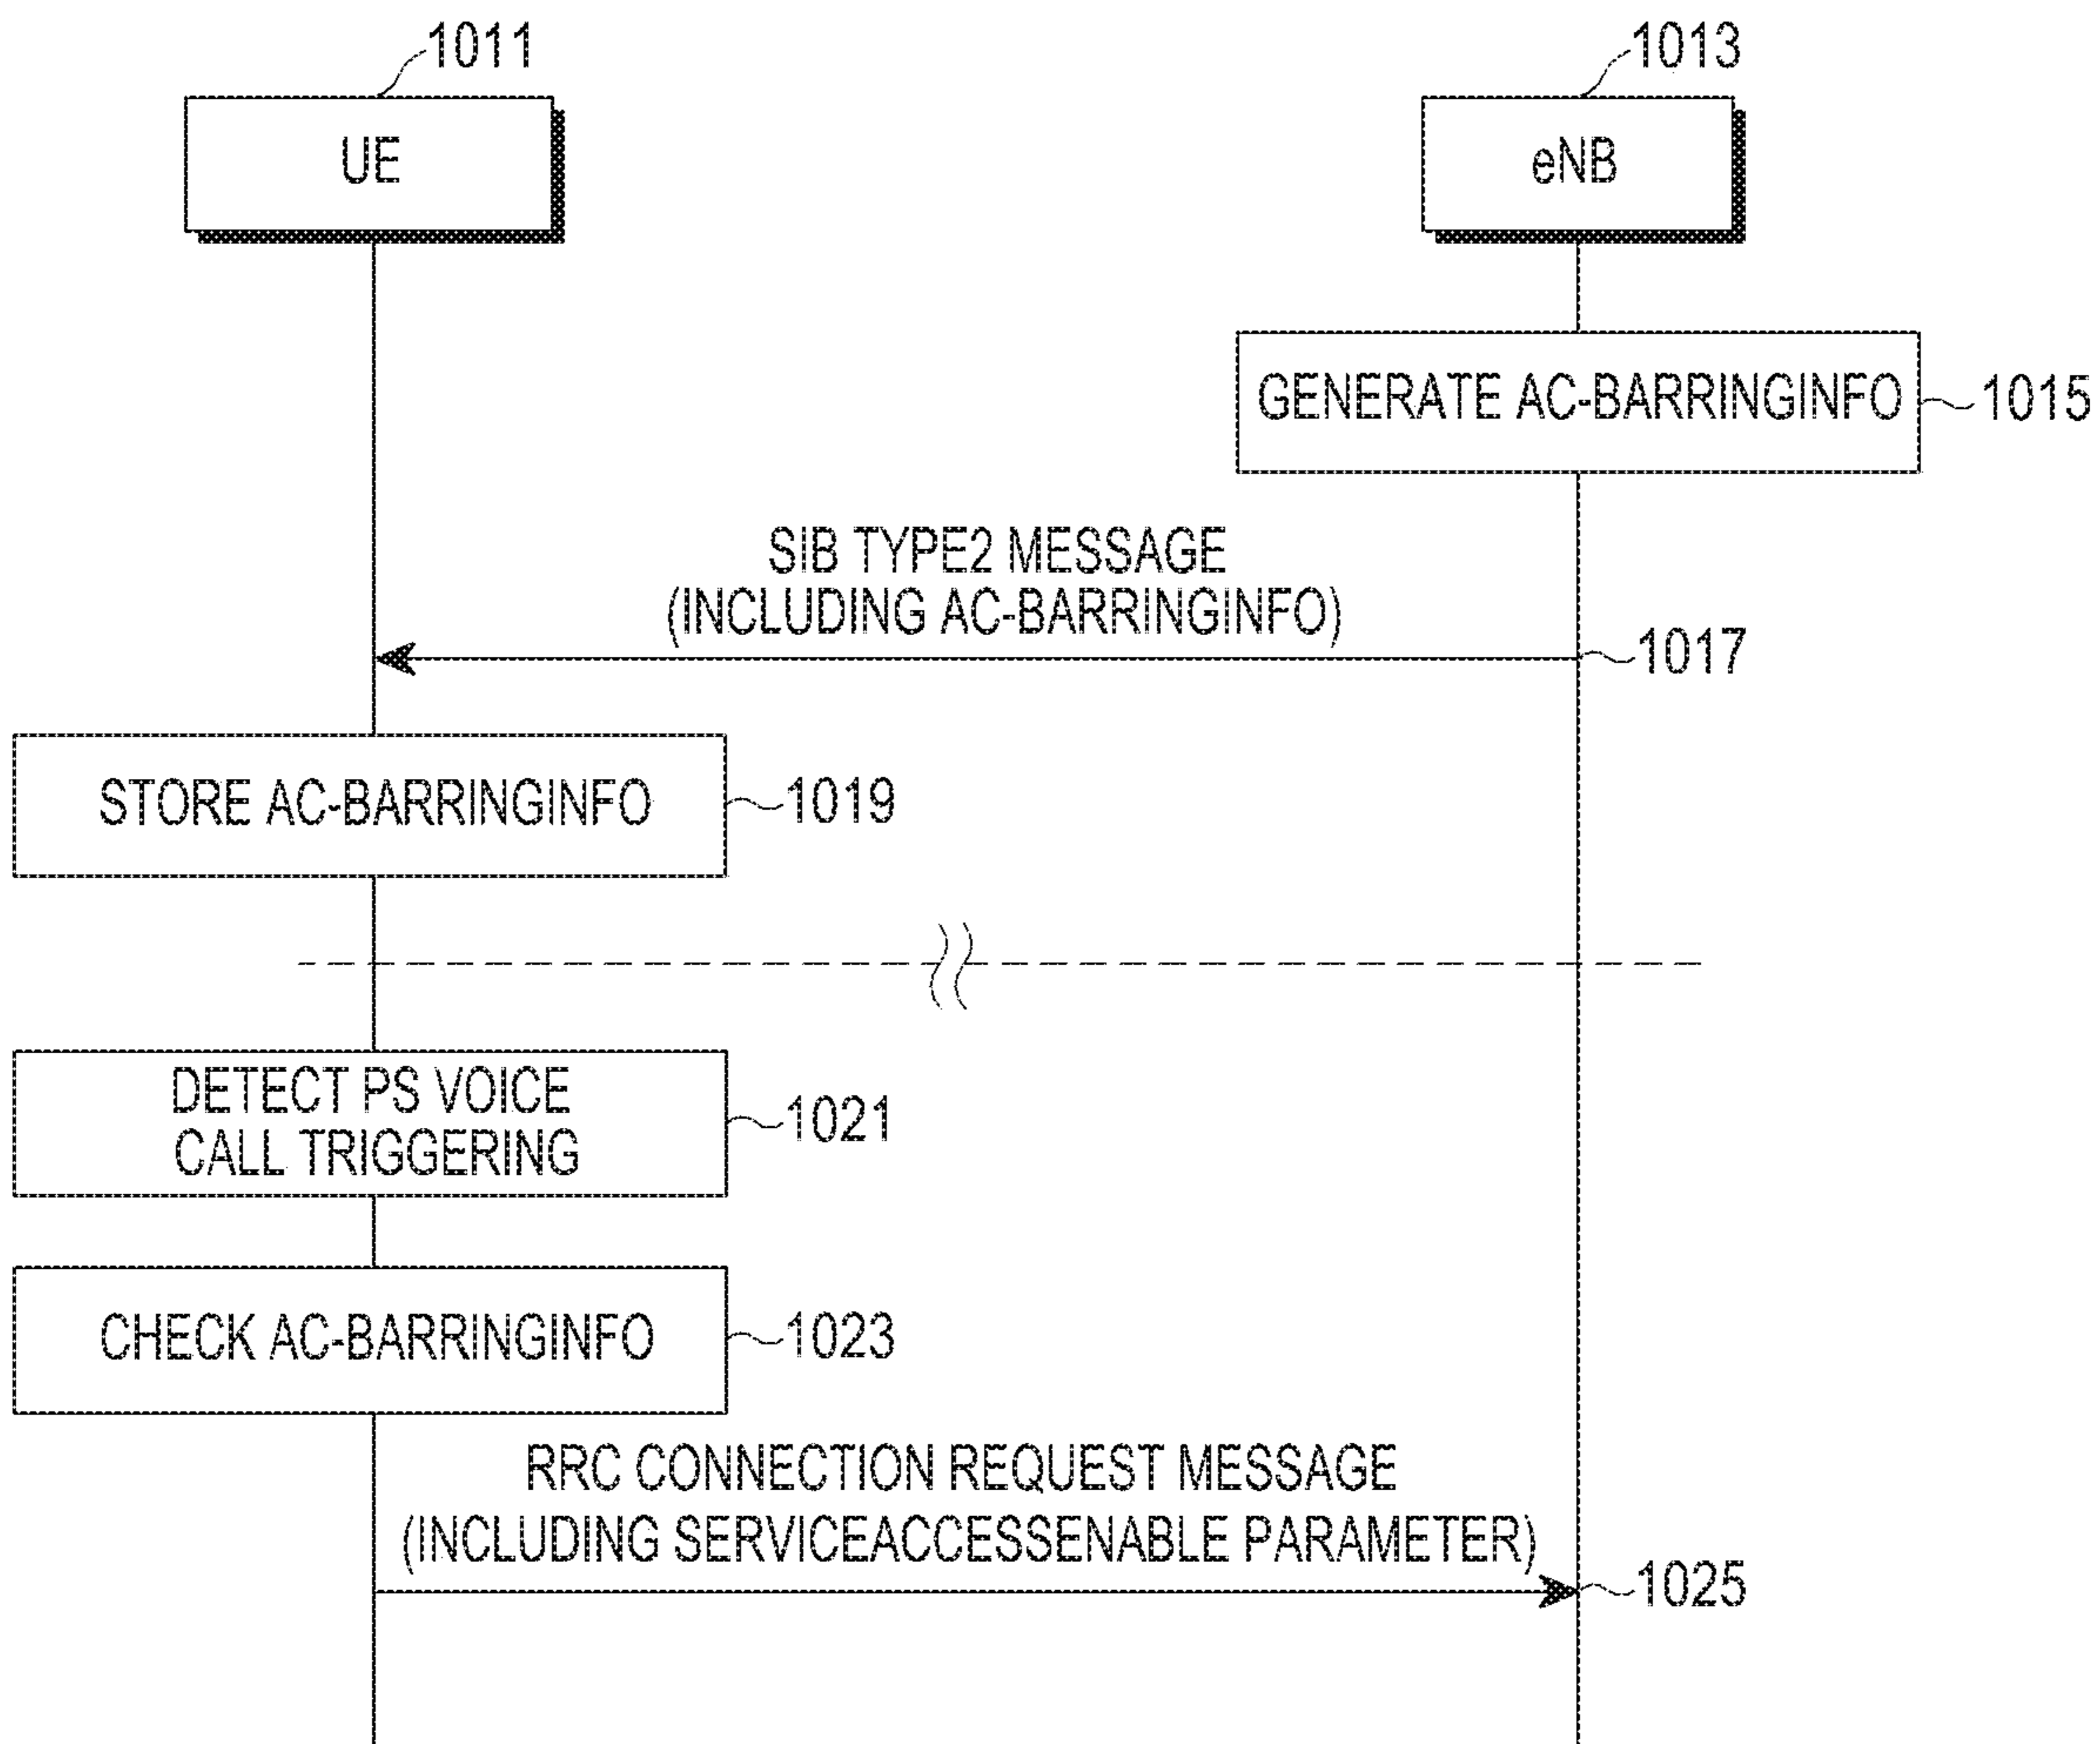 1011
1013
UE
eNB
GENERATE AC-BARRINGINFO
1015
SIB TYPE2 MESSAGE
(INCLUDING AC-BARRINGINFO)
1017
STORE AC-BARRINGINFO
1019
DETECT PS VOICE
CALL TRIGGERING
1021
CHECK AC-BARRINGINFO
1023
RRC CONNECTION REQUEST MESSAGE
(INCLUDING SERVICEACCESSENABLE PARAMETER)
1025